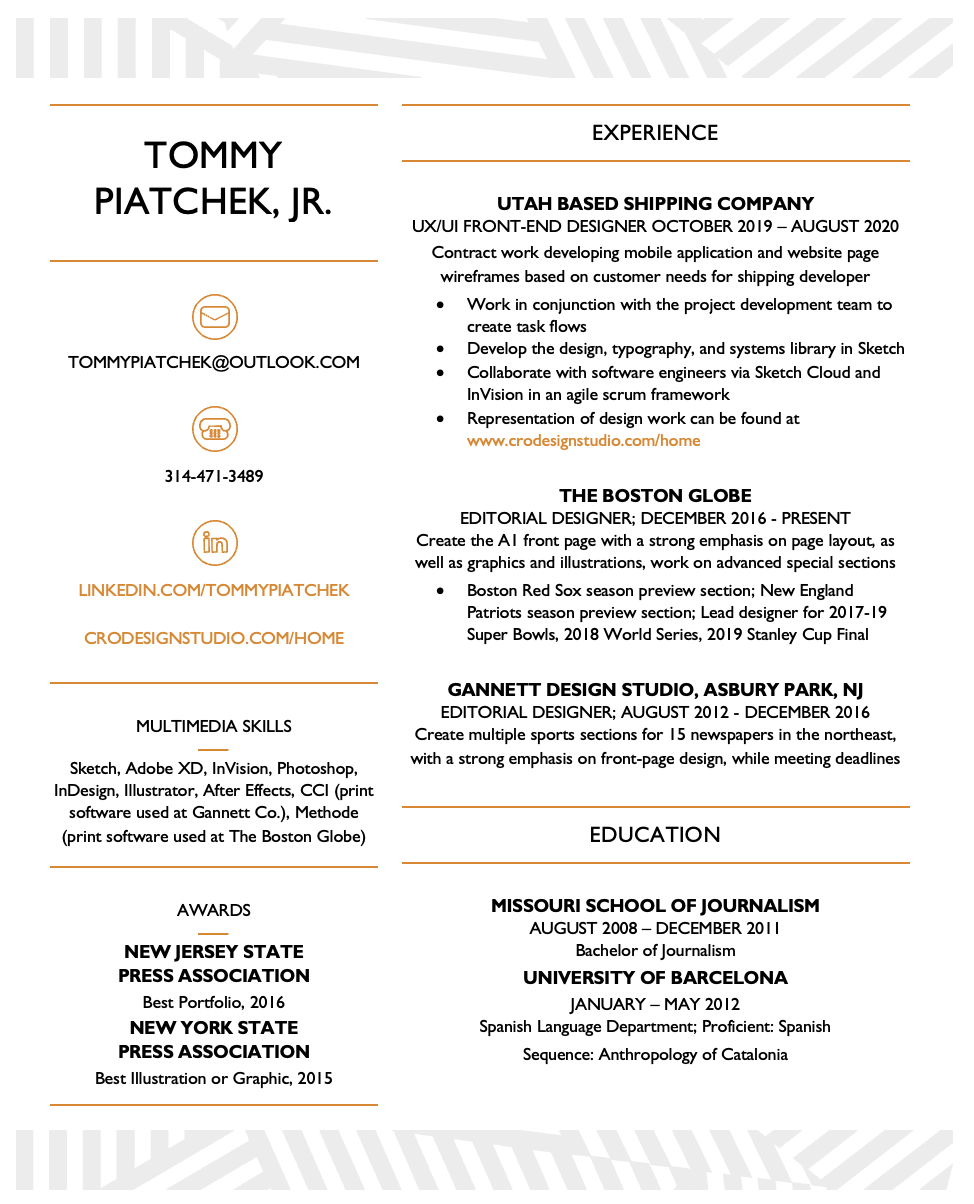 TOMMY
PIATCHEK, JR.
TOMMYPIATCHEK@OUTLOOK.COM
314-471-3489
LINKEDIN.COM/TOMMYPIATCHEK
CRODESIGNSTUDIO.COM/HOME
MULTIMEDIA SKILLS
Sketch, Adobe XD, InVision, Photoshop,
InDesign, Illustrator, After Effects, CCI (print
software used at Gannett Co.), Methode
(print software used at The Boston Globe)
AWARDS
NEW JERSEY STATE
PRESS ASSOCIATION
Best Portfolio, 2016
NEW YORK STATE
PRESS ASSOCIATION
Best Illustration or Graphic, 2015
EXPERIENCE
UTAH BASED SHIPPING COMPANY
UX/UI FRONT-END DESIGNER OCTOBER 2019 – AUGUST 2020
Contract work developing mobile application and website page
wireframes based on customer needs for shipping developer
• Work in conjunction with the project development team to
create task flows
• Develop the design, typography, and systems library in Sketch
• Collaborate with software engineers via Sketch Cloud and
InVision in an agile scrum framework
• Representation of design work can be found at
www.crodesignstudio.com/home
THE BOSTON GLOBE
EDITORIAL DESIGNER; DECEMBER 2016 - PRESENT
Create the A1 front page with a strong emphasis on page layout, as
well as graphics and illustrations, work on advanced special sections
• Boston Red Sox season preview section; New England
Patriots season preview section; Lead designer for 2017-19
Super Bowls, 2018 World Series, 2019 Stanley Cup Final
GANNETT DESIGN STUDIO, ASBURY PARK, NJ
EDITORIAL DESIGNER; AUGUST 2012 - DECEMBER 2016
Create multiple sports sections for 15 newspapers in the northeast,
with a strong emphasis on front-page design, while meeting deadlines
EDUCATION
MISSOURI SCHOOL OF JOURNALISM
AUGUST 2008 – DECEMBER 2011
Bachelor of Journalism
UNIVERSITY OF BARCELONA
JANUARY – MAY 2012
Spanish Language Department; Proficient: Spanish
Sequence: Anthropology of Catalonia